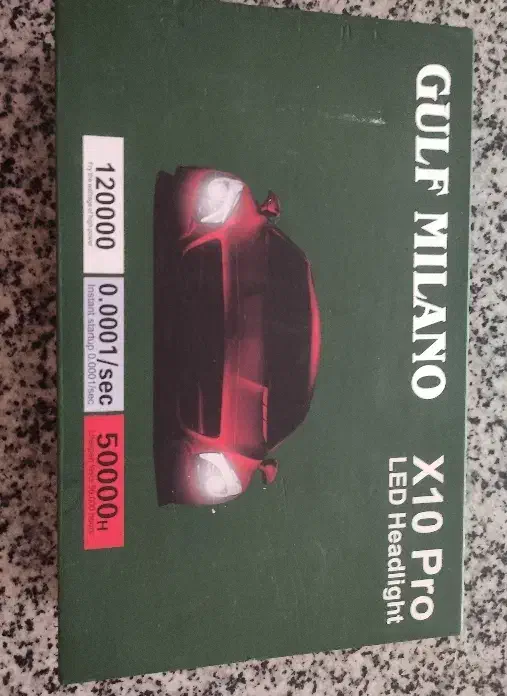 GULF MILANO
X10 Pro
LED Headlight
120000
0.0001/sec
Instant startup 0.0001/sec
50000H